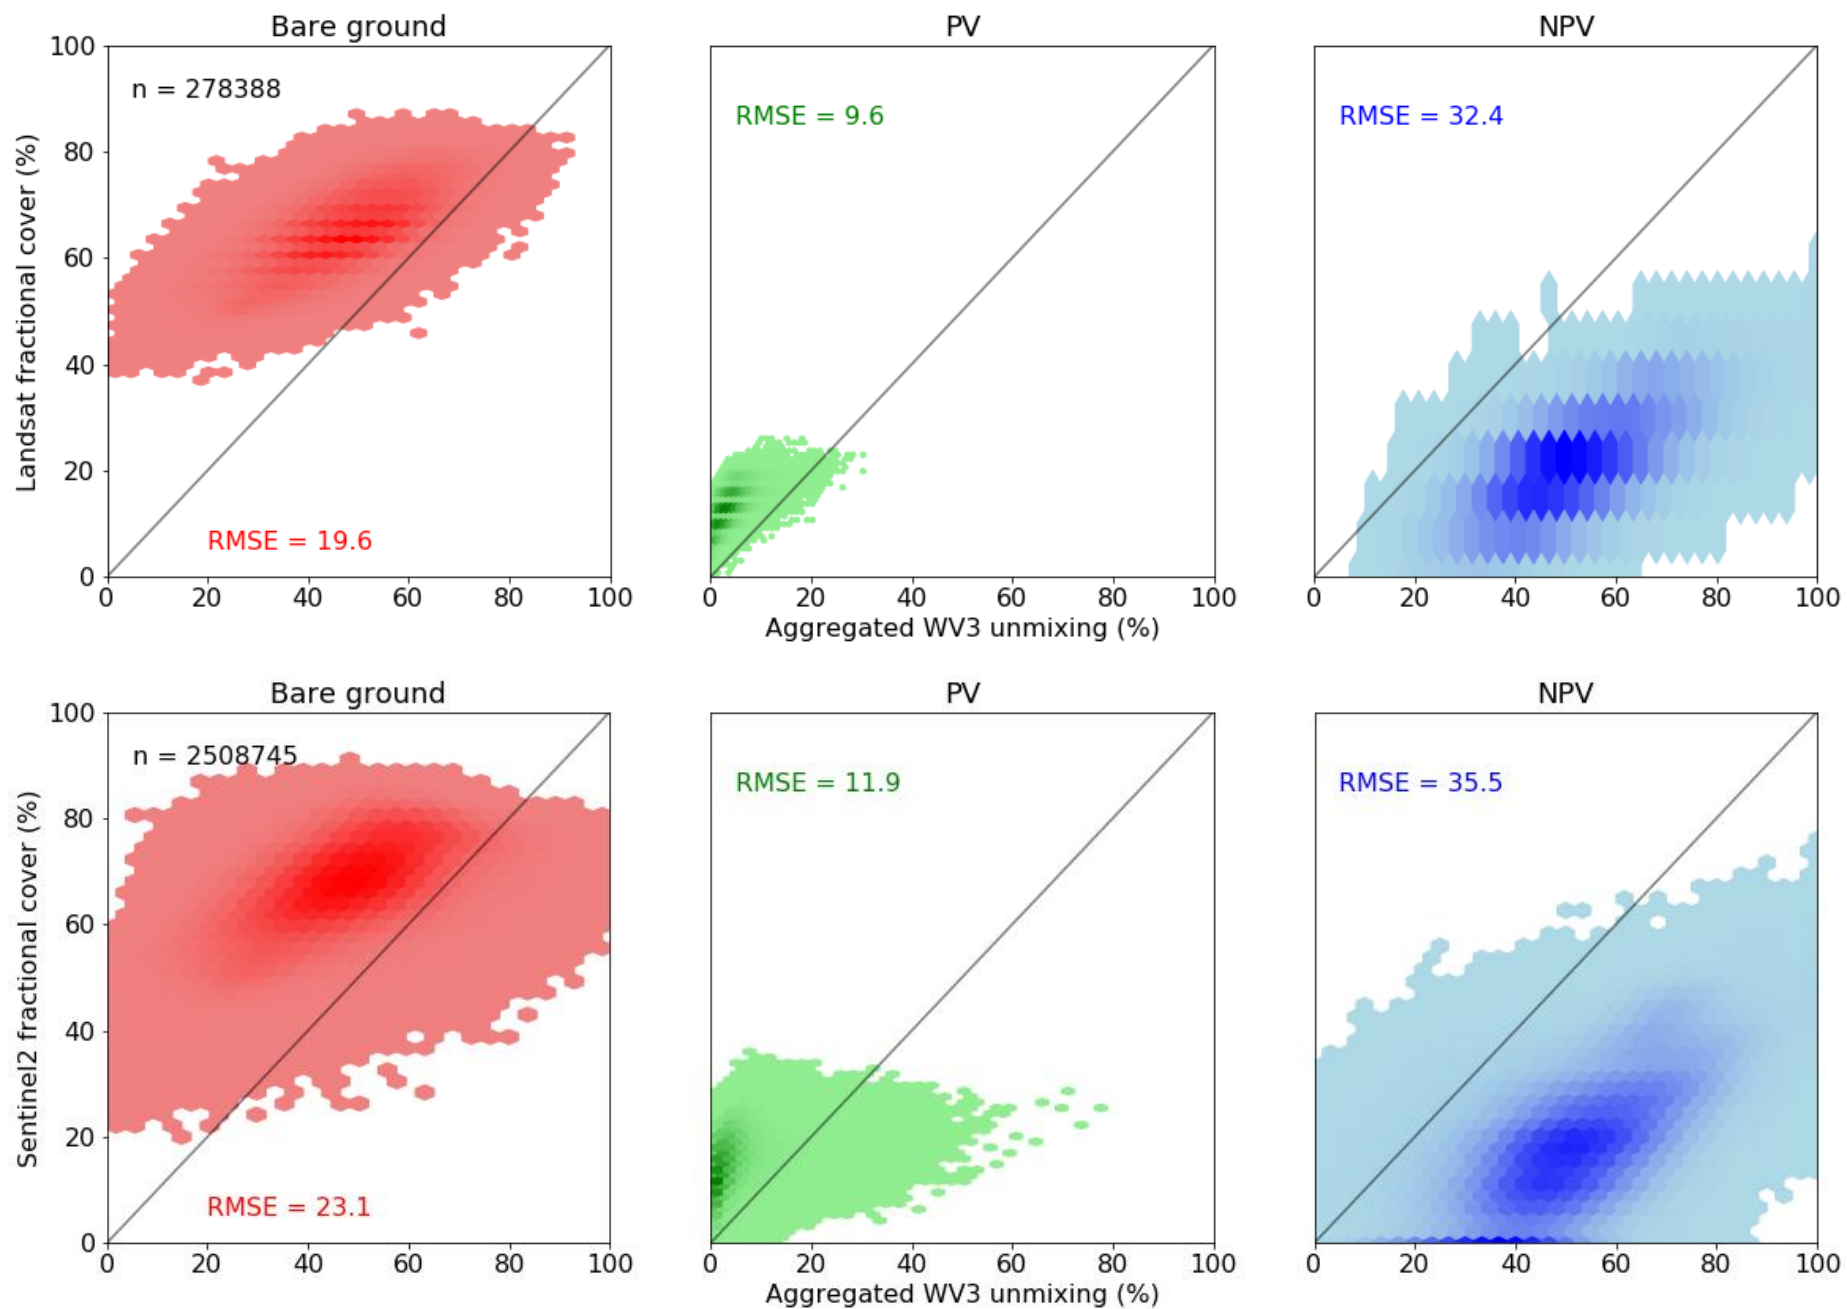 Bare ground
PV
NPV
n = 278388
RMSE = 9.6
RMSE = 32.4
RMSE = 19.6
Landsat fractional cover (%)
100
80
60
40
20
0
0 20 40 60 80 100
0 20 40 60 80 100
0 20 40 60 80 100
Aggregated WV3 unmixing (%)
Bare ground
PV
NPV
n = 2508745
RMSE = 11.9
RMSE = 35.5
RMSE = 23.1
Sentinel2 fractional cover (%)
100
80
60
40
20
0
0 20 40 60 80 100
0 20 40 60 80 100
0 20 40 60 80 100
Aggregated WV3 unmixing (%)